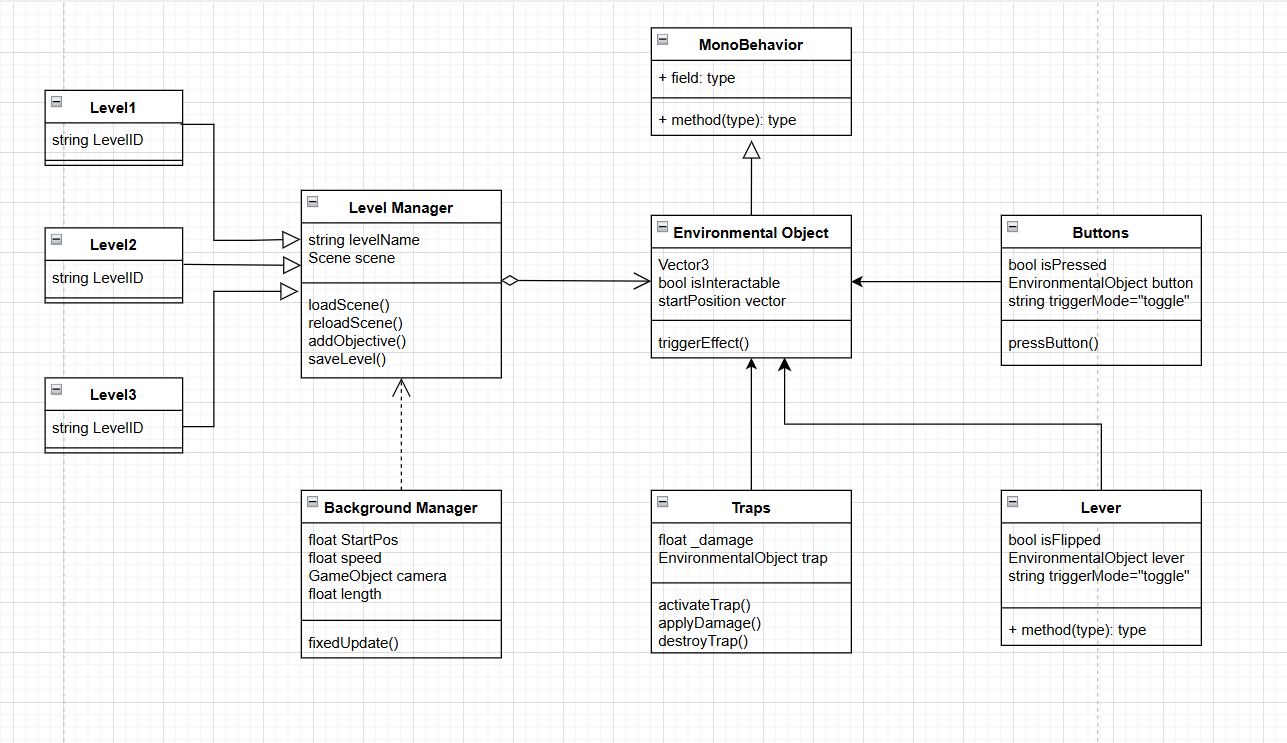 MonoBehavior
+ field: type
+ method(type): type
Level1
string LevelID
Level2
string LevelID
Level3
string LevelID
Level Manager
string levelName
Scene scene
loadScene()
reloadScene()
addObjective()
saveLevel()
Environmental Object
Vector3
bool isInteractable
startPosition vector
triggerEffect()
Buttons
bool isPressed
EnvironmentalObject button
string triggerMode="toggle"
pressButton()
Background Manager
float StartPos
float speed
GameObject camera
float length
fixedUpdate()
Traps
float _damage
EnvironmentalObject trap
activateTrap()
applyDamage()
destroyTrap()
Lever
bool isFlipped
EnvironmentalObject lever
string triggerMode="toggle"
+ method(type): type